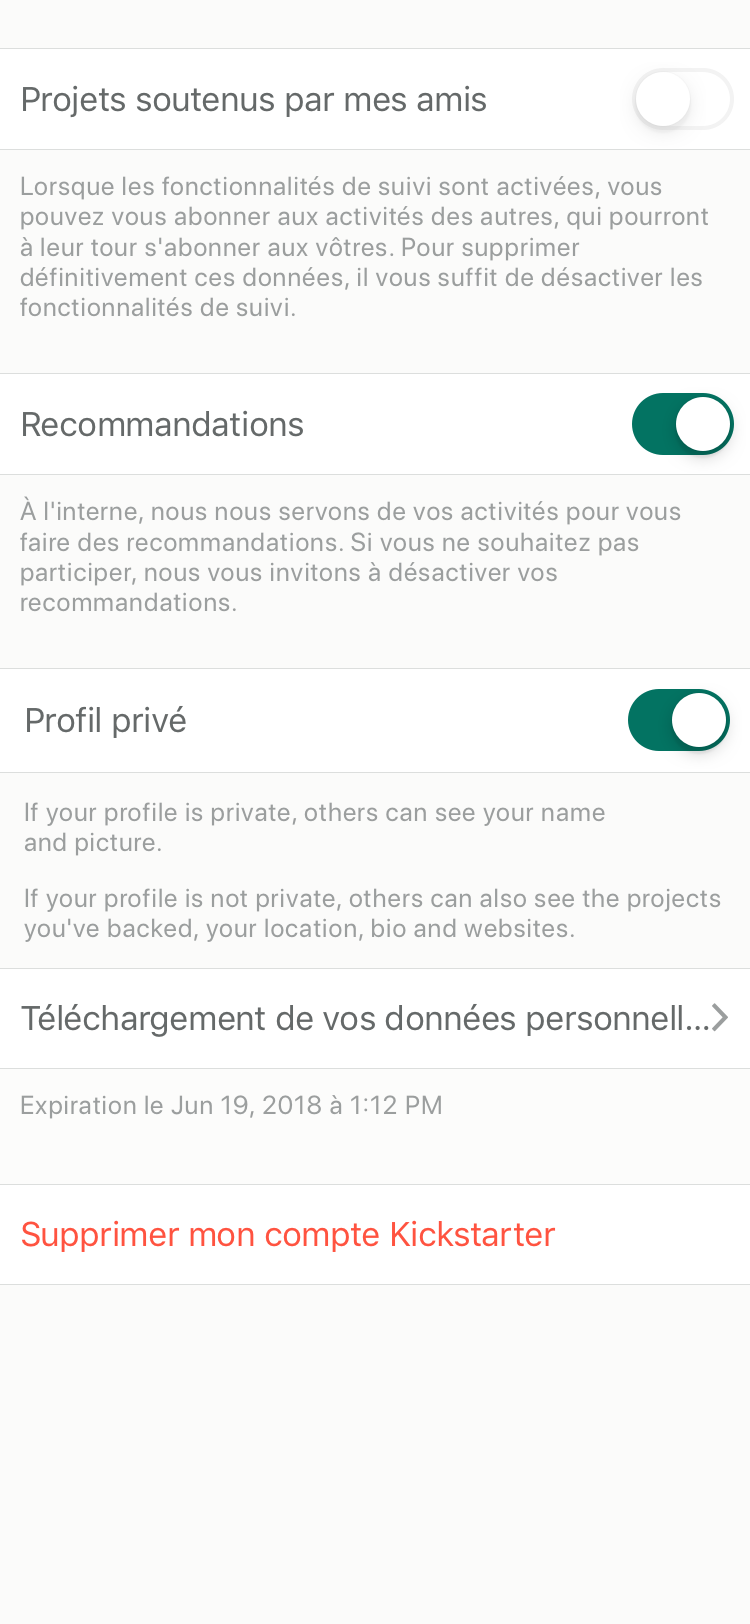 Projets soutenus par mes amis
Lorsque les fonctionnalités de suivi sont activées, vous
pouvez vous abonner aux activités des autres, qui pourront
à leur tour s'abonner aux vôtres. Pour supprimer
définitivement ces données, il vous suffit de désactiver les
fonctionnalités de suivi.
Recommandations
À l'interne, nous nous servons de vos activités pour vous
faire des recommandations. Si vous ne souhaitez pas
participer, nous vous invitons à désactiver vos
recommandations.
Profil privé
If your profile is private, others can see your name
and picture.
If your profile is not private, others can also see the projects
you've backed, your location, bio and websites.
Téléchargement de vos données personnell...
Expiration le Jun 19, 2018 à 1:12 PM
Supprimer mon compte Kickstarter